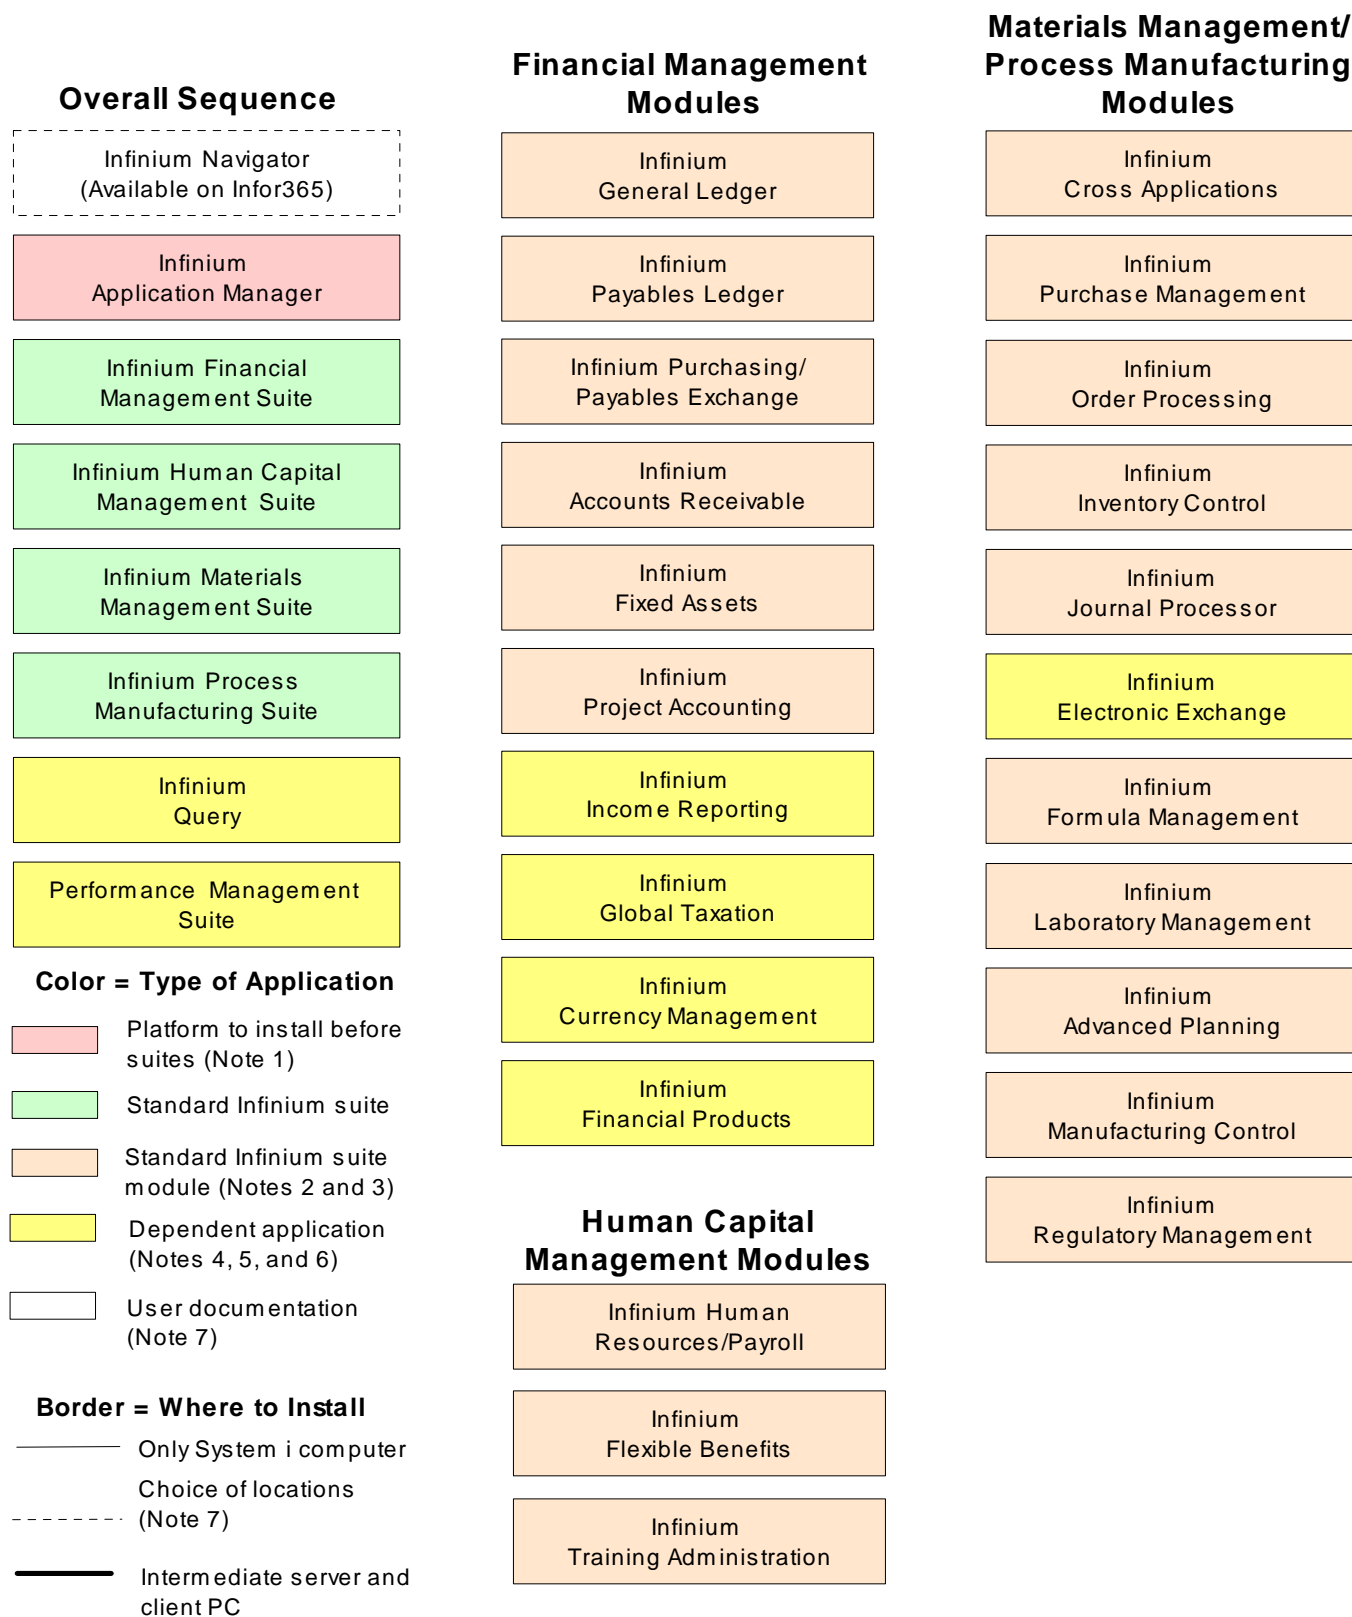 Overall Sequence
Infinium Navigator
(Available on Infor365)
Infinium
Application Manager
Infinium Financial
Management Suite
Infinium Human Capital
Management Suite
Infinium Materials
Management Suite
Infinium Process
Manufacturing Suite
Infinium
Query
Performance Management
Suite
Color = Type of Application
Platform to install before
suites (Note 1)
Standard Infinium suite
Standard Infinium suite
module (Notes 2 and 3)
Dependent application
(Notes 4, 5, and 6)
User documentation
(Note 7)
Border = Where to Install
Only System i computer
Choice of locations
(Note 7)
Intermediate server and
client PC
Financial Management
Modules
Infinium
General Ledger
Infinium
Payables Ledger
Infinium Purchasing/
Payables Exchange
Infinium
Accounts Receivable
Infinium
Fixed Assets
Infinium
Project Accounting
Infinium
Income Reporting
Infinium
Global Taxation
Infinium
Currency Management
Infinium
Financial Products
Human Capital
Management Modules
Infinium Human
Resources/Payroll
Infinium
Flexible Benefits
Infinium
Training Administration
Materials Management/
Process Manufacturing
Modules
Infinium
Cross Applications
Infinium
Purchase Management
Infinium
Order Processing
Infinium
Inventory Control
Infinium
Journal Processor
Infinium
Electronic Exchange
Infinium
Formula Management
Infinium
Laboratory Management
Infinium
Advanced Planning
Infinium
Manufacturing Control
Infinium
Regulatory Management